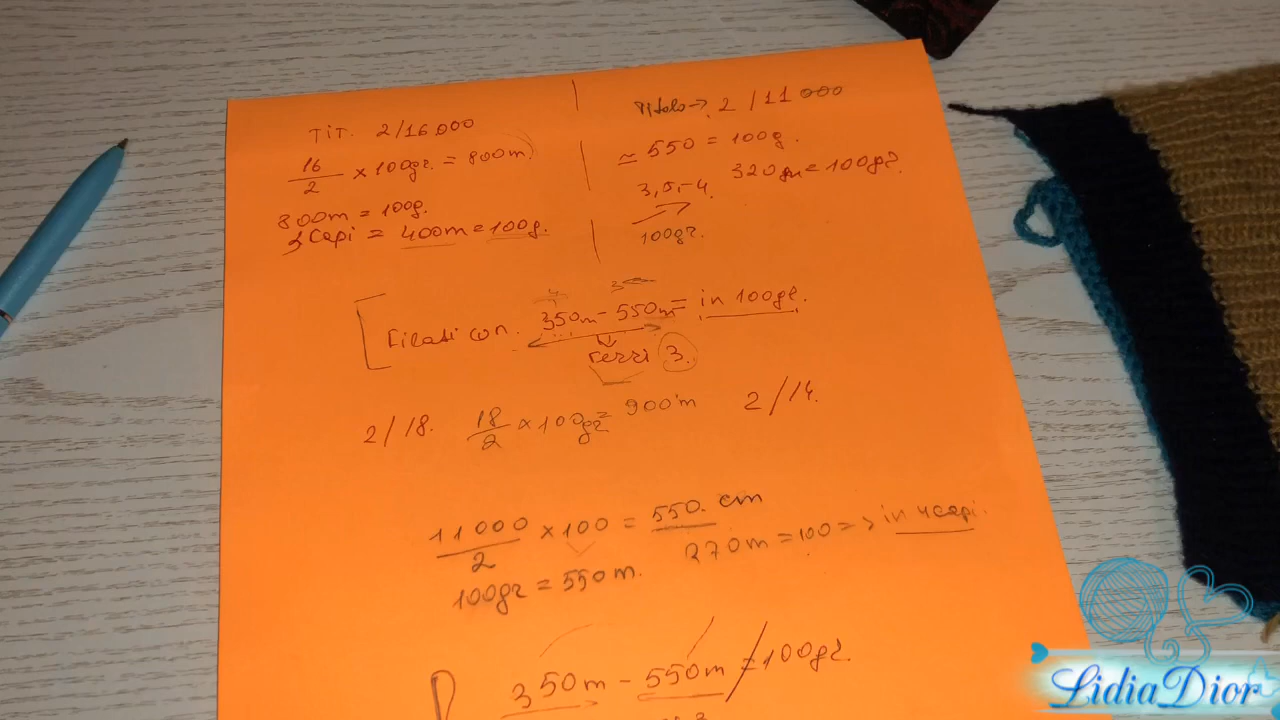 TIT. 2/16000
16/2 x 100gr. = 800m.
800m = 100g.
3 Capi = 400m = 100g.
Titolo → 2/11000
≃ 550 = 100g.
3,5,-4. 320gm = 100gr.
100gr.
Filati con. 350m - 550m = in 100gr.
Ferri 3.
2/18. 18/2 x 100gr = 900m 2/14.
11000/2 x 100 = 550. cm
270m = 100 => in 4 capi.
100gr = 550m.
350m - 550m = 100gr.
LidiaDior